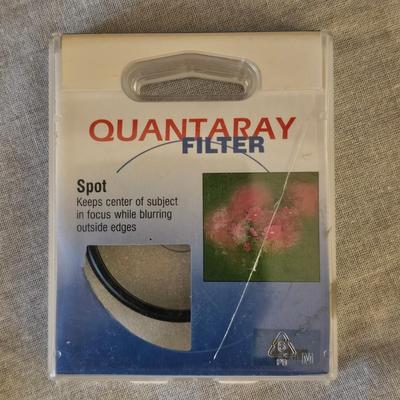 QUANTARAY
FILTER
Spot
Keeps center of subject
in focus while blurring
outside edges
M